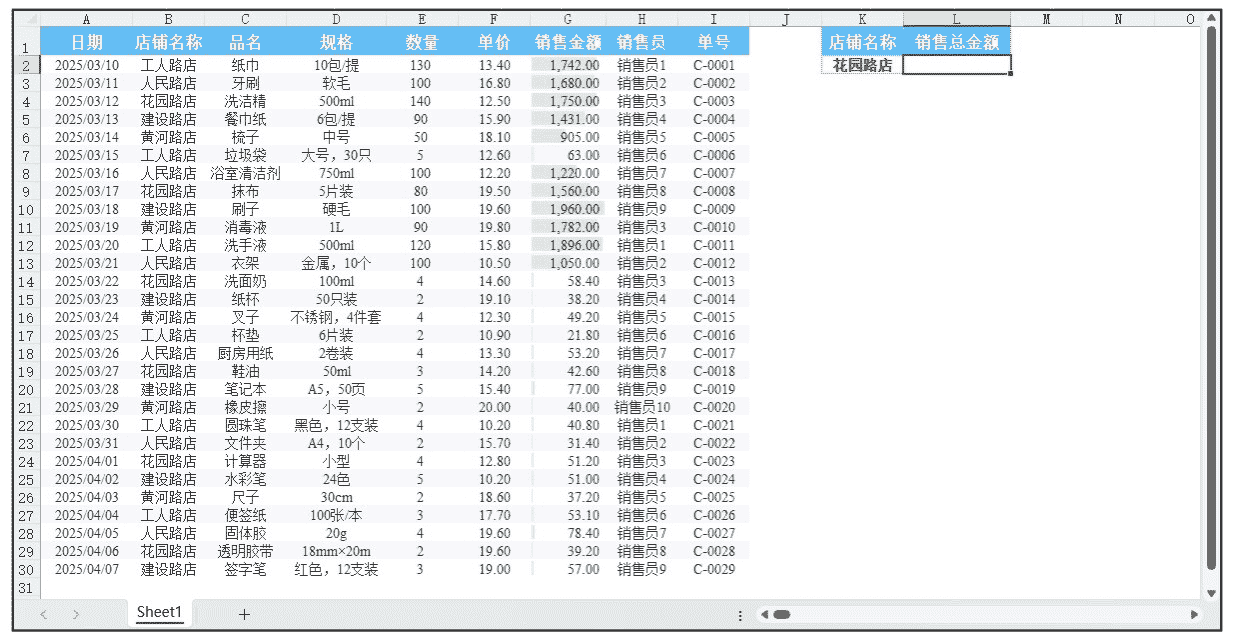 A B C D E F G H I J K L M N O
1 日期 店铺名称 品名 规格 数量 单价 销售金额 销售员 单号 店铺名称 销售总金额
2 2025/03/10 工人路店 纸巾 10包/提 130 13.40 1,742.00 销售员1 C-0001 花园路店
3 2025/03/11 人民路店 牙刷 软毛 100 16.80 1,680.00 销售员2 C-0002
4 2025/03/12 花园路店 洗洁精 500ml 140 12.50 1,750.00 销售员3 C-0003
5 2025/03/13 建设路店 餐巾纸 6包/提 90 15.90 1,431.00 销售员4 C-0004
6 2025/03/14 黄河路店 梳子 中号 50 18.10 905.00 销售员5 C-0005
7 2025/03/15 工人路店 垃圾袋 大号，30只 5 12.60 63.00 销售员6 C-0006
8 2025/03/16 人民路店 浴室清洁剂 750ml 100 12.20 1,220.00 销售员7 C-0007
9 2025/03/17 花园路店 抹布 5片装 80 19.50 1,560.00 销售员8 C-0008
10 2025/03/18 建设路店 刷子 硬毛 100 19.60 1,960.00 销售员9 C-0009
11 2025/03/19 黄河路店 消毒液 1L 90 19.80 1,782.00 销售员3 C-0010
12 2025/03/20 工人路店 洗手液 500ml 120 15.80 1,896.00 销售员1 C-0011
13 2025/03/21 人民路店 衣架 金属，10个 100 10.50 1,050.00 销售员2 C-0012
14 2025/03/22 花园路店 洗面奶 100ml 4 14.60 58.40 销售员3 C-0013
15 2025/03/23 建设路店 纸杯 50只装 2 19.10 38.20 销售员4 C-0014
16 2025/03/24 黄河路店 叉子 不锈钢，4件套 4 12.30 49.20 销售员5 C-0015
17 2025/03/25 工人路店 杯垫 6片装 2 10.90 21.80 销售员6 C-0016
18 2025/03/26 人民路店 厨房用纸 2卷装 4 13.30 53.20 销售员7 C-0017
19 2025/03/27 花园路店 鞋油 50ml 3 14.20 42.60 销售员8 C-0018
20 2025/03/28 建设路店 笔记本 A5，50页 5 15.40 77.00 销售员9 C-0019
21 2025/03/29 黄河路店 橡皮擦 小号 2 20.00 40.00 销售员10 C-0020
22 2025/03/30 工人路店 圆珠笔 黑色，12支装 4 10.20 40.80 销售员1 C-0021
23 2025/03/31 人民路店 文件夹 A4，10个 2 15.70 31.40 销售员2 C-0022
24 2025/04/01 花园路店 计算器 小型 4 12.80 51.20 销售员3 C-0023
25 2025/04/02 建设路店 水彩笔 24色 5 10.20 51.00 销售员4 C-0024
26 2025/04/03 黄河路店 尺子 30cm 2 18.60 37.20 销售员5 C-0025
27 2025/04/04 工人路店 便签纸 100张/本 3 17.70 53.10 销售员6 C-0026
28 2025/04/05 人民路店 固体胶 20g 4 19.60 78.40 销售员7 C-0027
29 2025/04/06 花园路店 透明胶带 18mm×20m 2 19.60 39.20 销售员8 C-0028
30 2025/04/07 建设路店 签字笔 红色，12支装 3 19.00 57.00 销售员9 C-0029
31
Sheet1